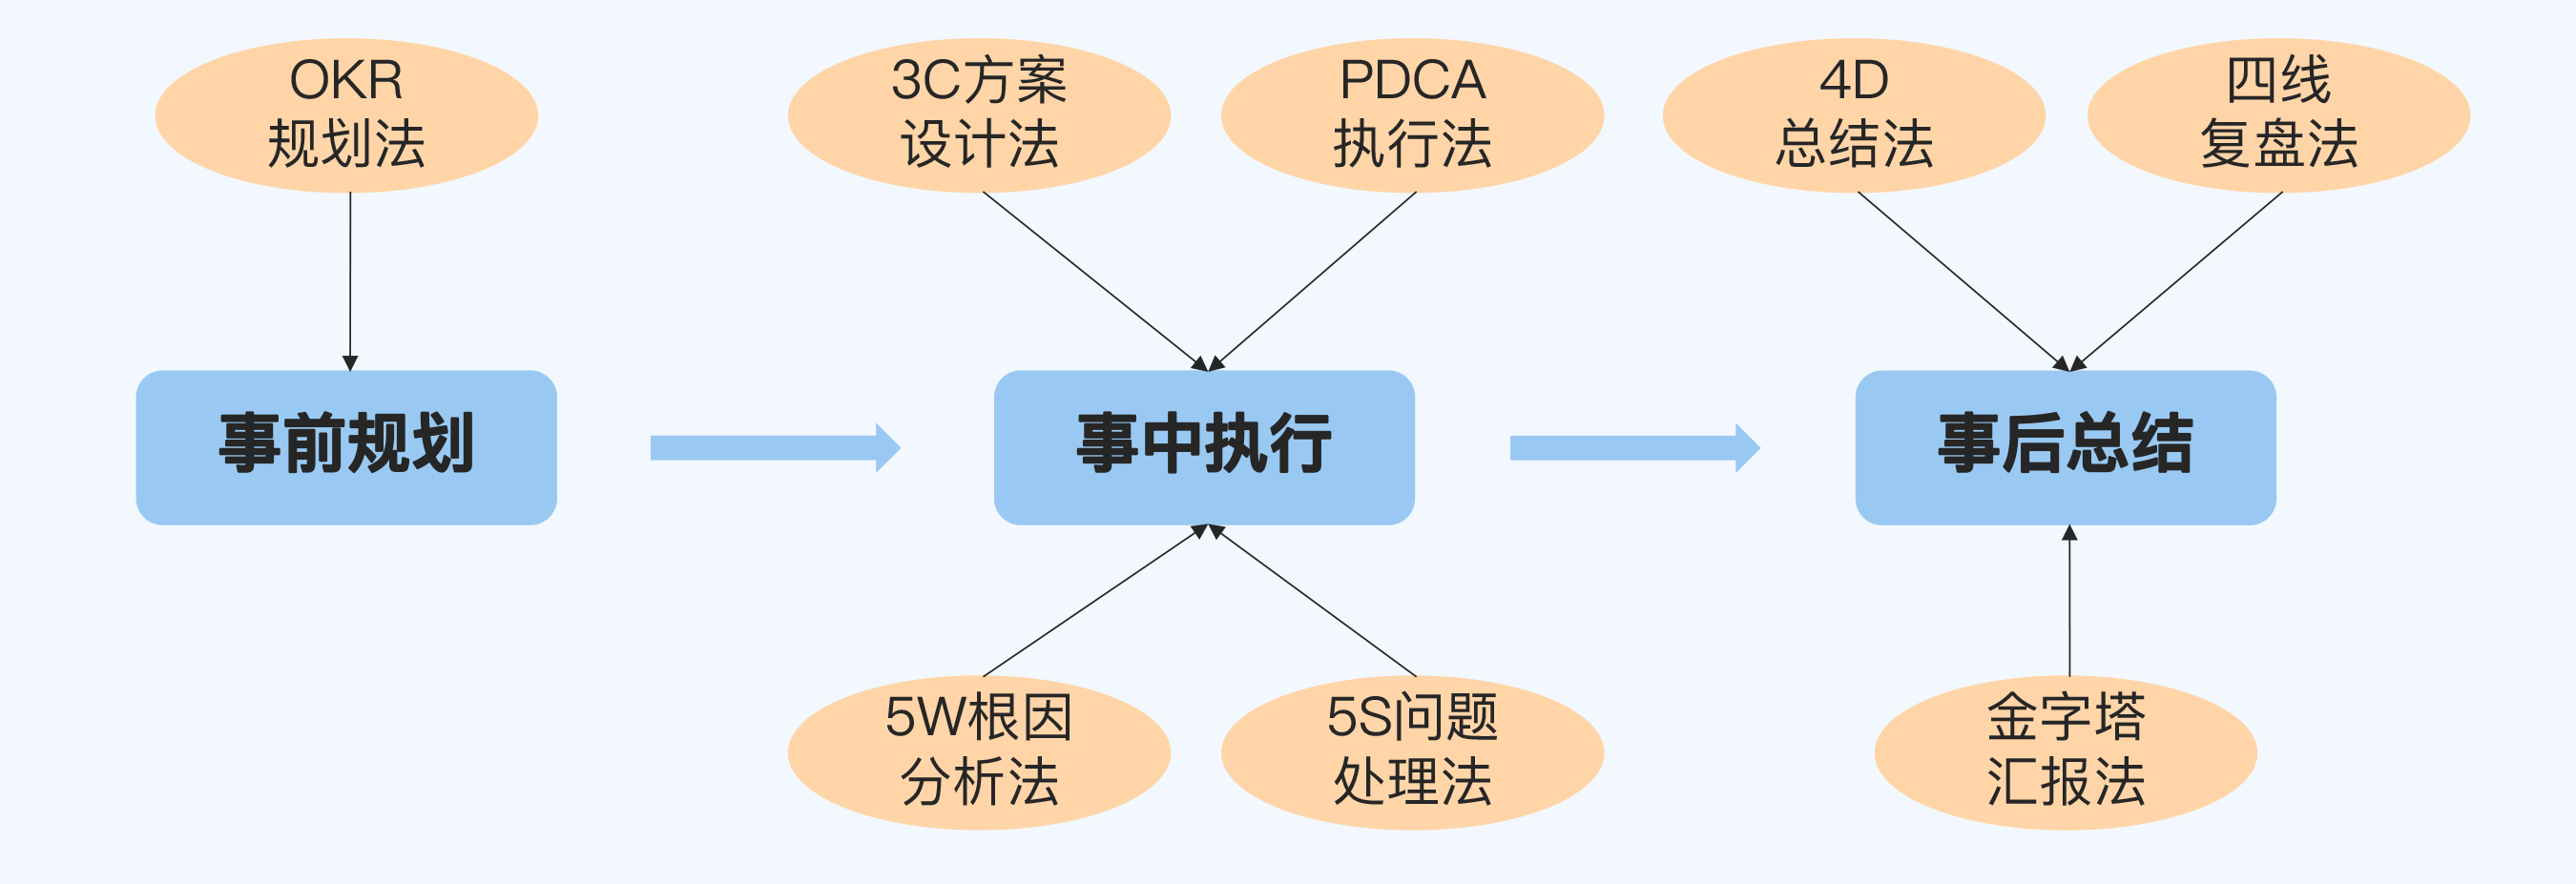 OKR
规划法
3C方案
设计法
PDCA
执行法
4D
总结法
四线
复盘法
事前规划
事中执行
事后总结
5W根因
分析法
5S问题
处理法
金字塔
汇报法